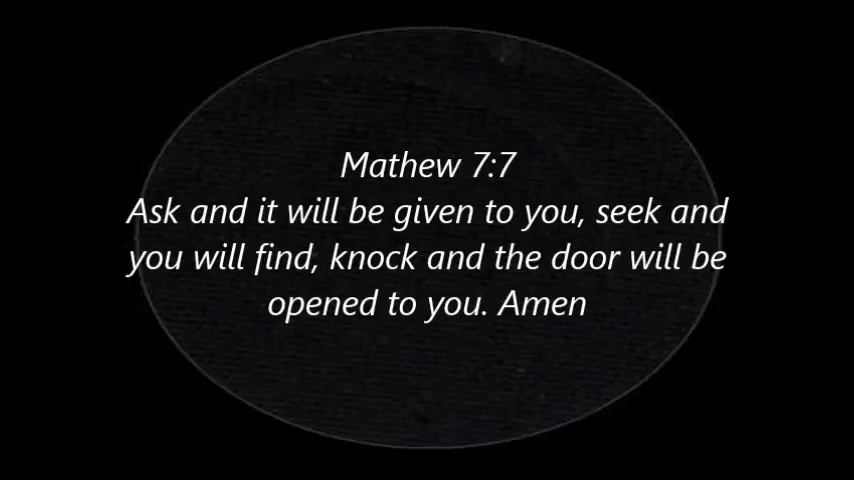 Mathew 7:7
Ask and it will be given to you, seek and
you will find, knock and the door will be
opened to you. Amen